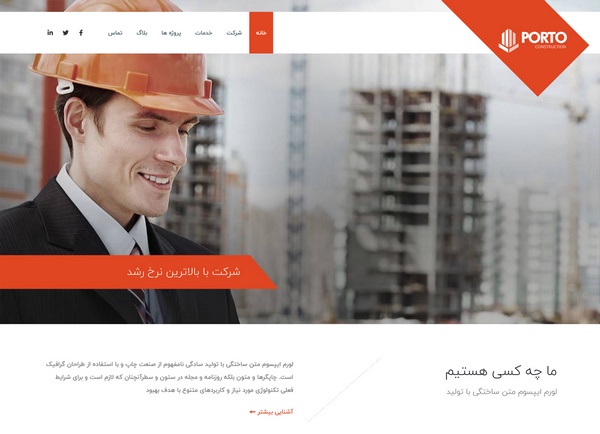 PORTO
CONSTRUCTION
خانه
شرکت
خدمات
پروژه ها
بلاگ
تماس
شرکت با بالاترین نرخ رشد
ما چه کسی هستیم
لورم ایپسوم متن ساختگی با تولید
لورم ایپسوم متن ساختگی با تولید سادگی نامفهوم از صنعت چاپ و با استفاده از طراحان گرافیک
است. چاپگرها و متون بلکه روزنامه و مجله در ستون و سطرآنچنان که لازم است و برای شرایط
فعلی تکنولوژی مورد نیاز و کاربردهای متنوع با هدف بهبود
آشنایی بیشتر